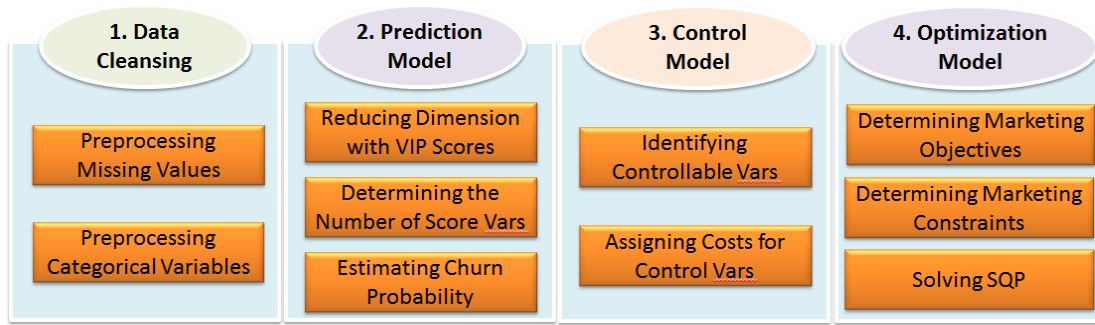 1. Data
Cleansing
Preprocessing
Missing Values
Preprocessing
Categorical Variables
2. Prediction
Model
Reducing Dimension
with VIP Scores
Determining the
Number of Score Vars
Estimating Churn
Probability
3. Control
Model
Identifying
Controllable Vars
Assigning Costs for
Control Vars
4. Optimization
Model
Determining Marketing
Objectives
Determining Marketing
Constraints
Solving SQP